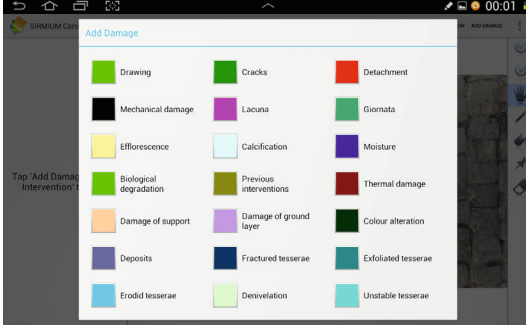 00:01
SIRMIUM
ADD DAMAGE
Add Damage
Drawing
Cracks
Detachment
Mechanical damage
Lacuna
Giornata
Efflorescence
Calcification
Moisture
Tap 'Add Damag
Intervention' t
Biological
degradation
Previous
interventions
Thermal damage
Damage of support
Damage of ground
layer
Colour alteration
Deposits
Fractured tesserae
Exfoliated tesserae
Erodid tesserae
Denivelation
Unstable tesserae